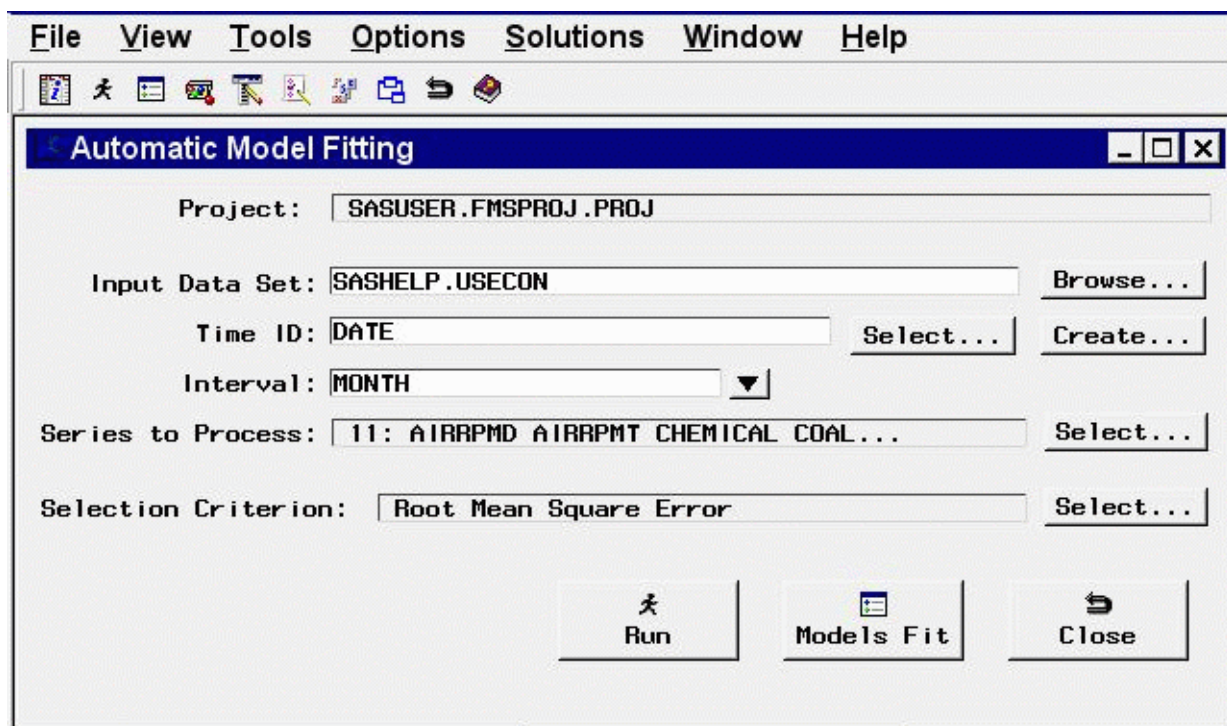 File View Tools Options Solutions Window Help
Automatic Model Fitting
Project: SASUSER.FMSPROJ.PROJ
Input Data Set: SASHELP.USECON Browse...
Time ID: DATE Select... Create...
Interval: MONTH
Series to Process: 11: AIRRPMD AIRRPMT CHEMICAL COAL... Select...
Selection Criterion: Root Mean Square Error Select...
Run Models Fit Close